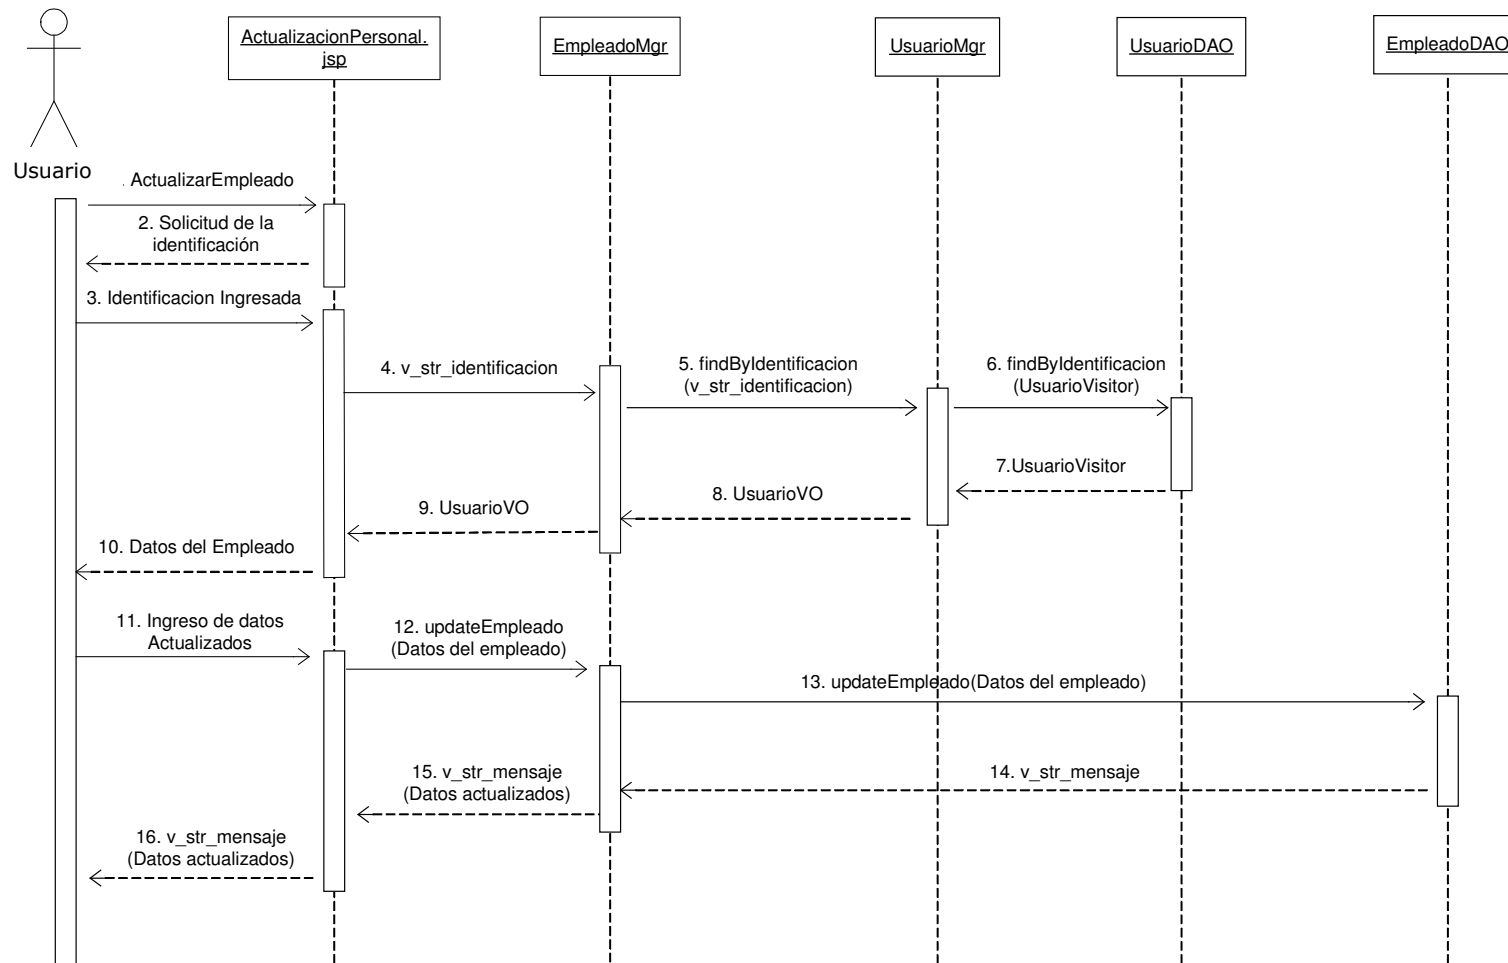 ActualizacionPersonal.
jsp
EmpleadoMgr
UsuarioMgr
UsuarioDAO
EmpleadoDAO
Usuario
. ActualizarEmpleado
2. Solicitud de la
identificación
3. Identificacion Ingresada
4. v_str_identificacion
5. findByIdentificacion
(v_str_identificacion)
6. findByIdentificacion
(UsuarioVisitor)
7.UsuarioVisitor
8. UsuarioVO
9. UsuarioVO
10. Datos del Empleado
11. Ingreso de datos
Actualizados
12. updateEmpleado
(Datos del empleado)
13. updateEmpleado(Datos del empleado)
14. v_str_mensaje
15. v_str_mensaje
(Datos actualizados)
16. v_str_mensaje
(Datos actualizados)